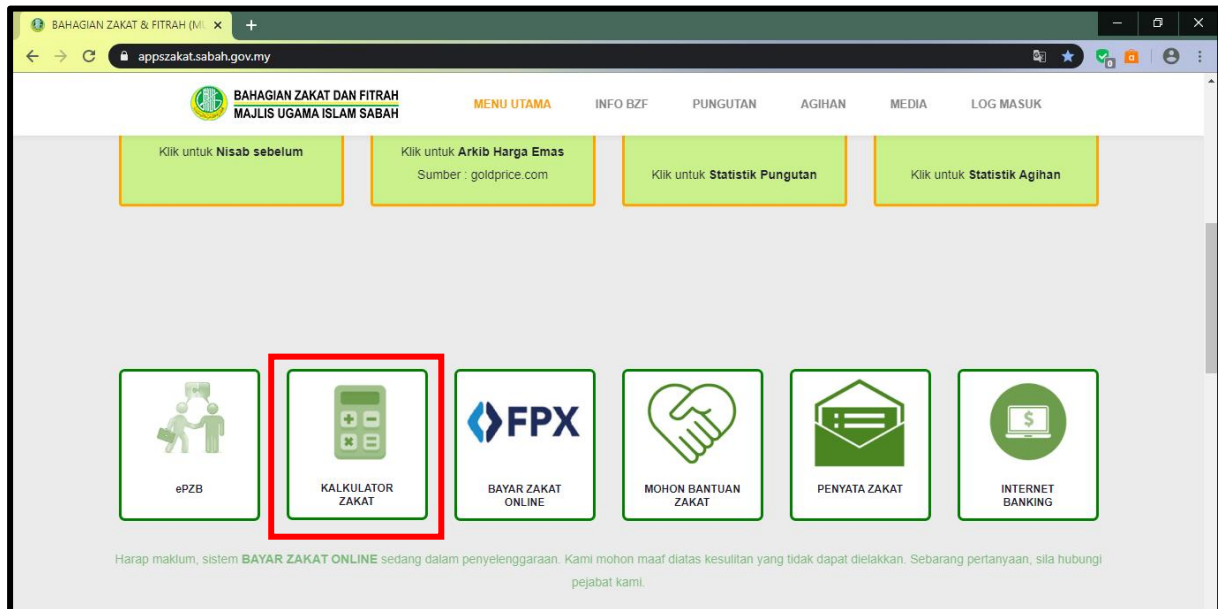 BAHAGIAN ZAKAT & FITRAH (MU
appszakat.sabah.gov.my
BAHAGIAN ZAKAT DAN FITRAH
MAJLIS UGAMA ISLAM SABAH
MENU UTAMA
INFO BZF
PUNGUTAN
AGIHAN
MEDIA
LOG MASUK
Klik untuk Nisab sebelum
Klik untuk Arkib Harga Emas
Sumber : goldprice.com
Klik untuk Statistik Pungutan
Klik untuk Statistik Agihan
ePZB
KALKULATOR
ZAKAT
FPX
BAYAR ZAKAT
ONLINE
MOHON BANTUAN
ZAKAT
PENYATA ZAKAT
$
INTERNET
BANKING
Harap maklum, sistem BAYAR ZAKAT ONLINE sedang dalam penyelenggaraan. Kami mohon maaf diatas kesulitan yang tidak dapat dielakkan. Sebarang pertanyaan, sila hubungi
pejabat kami.